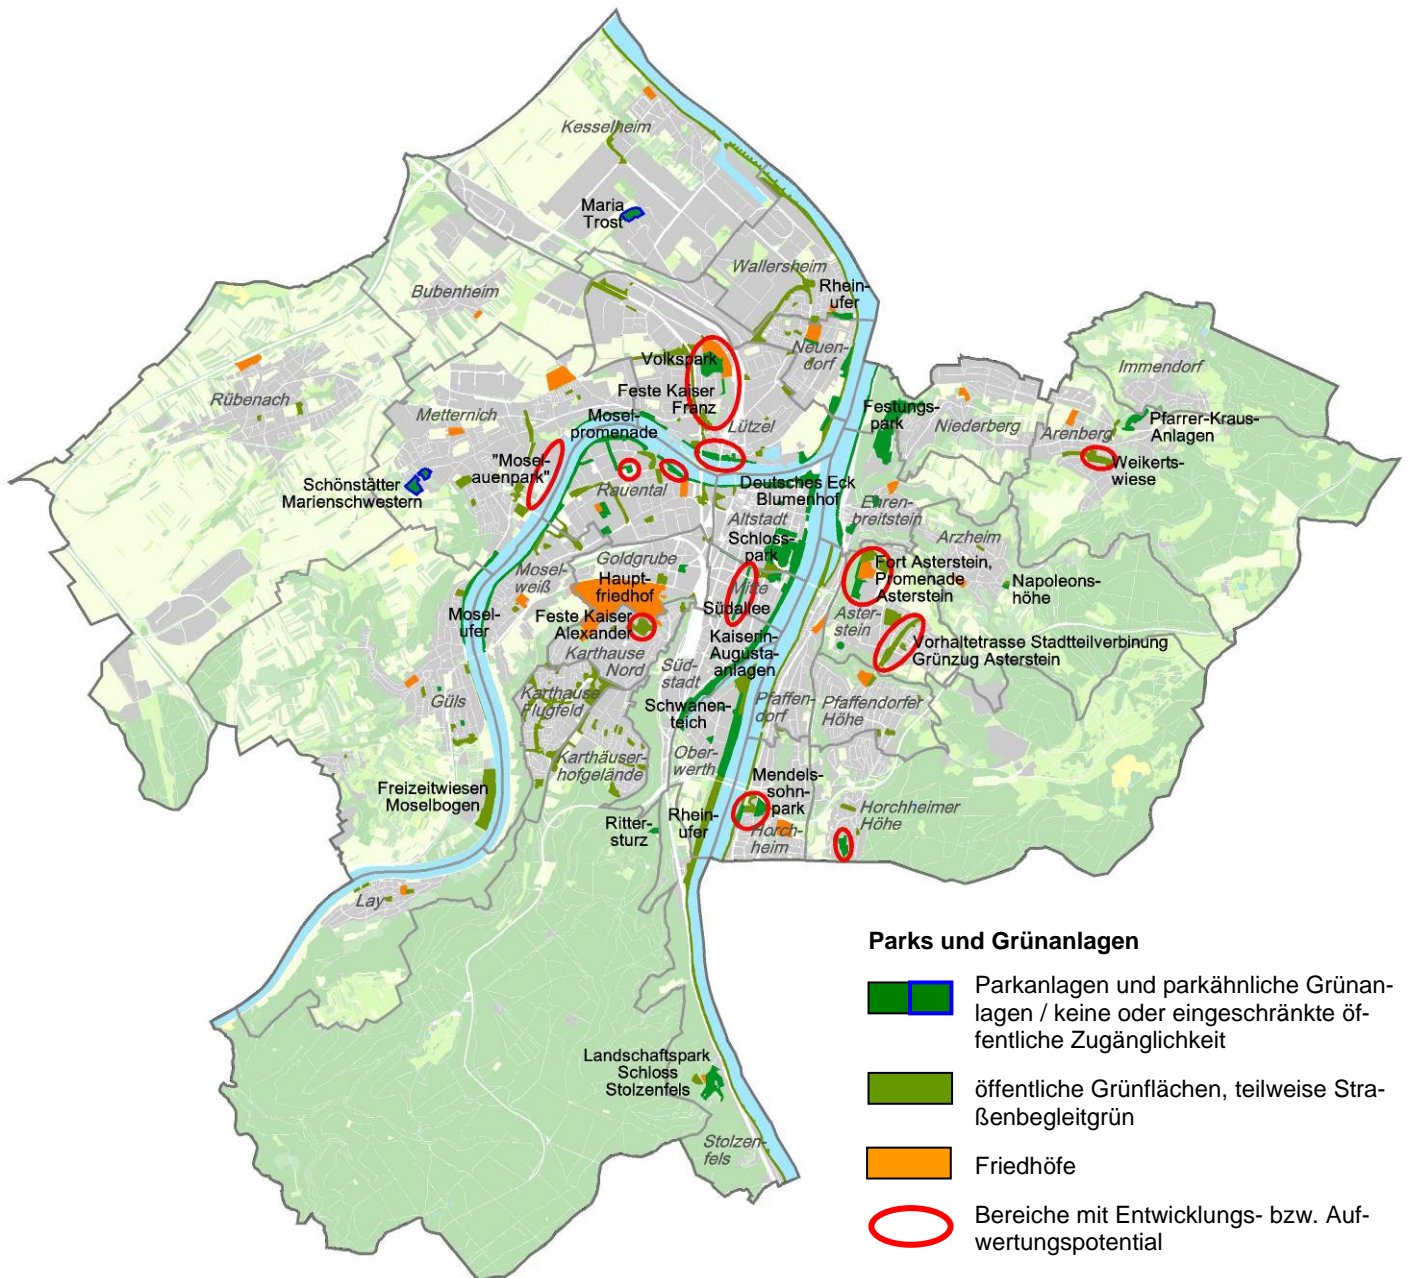 Kesselheim
Maria
Trost
Wallersheim
Bubenheim
Rhein-
ufer
Neuen-
dorf
Volkspark
Feste Kaiser
Franz
Immendorf
Rübenach
Metternich
Mosel-
promenade
Lützel
Festungs-
park
Niederberg
Arenberg
Pfarrer-Kraus-
Anlagen
Weikerts-
wiese
"Mosel-
auenpark"
Schönstätter
Marienschwestern
Rauental
Deutsches Eck
Blumenhof
Ehren-
breitstein
Altstadt
Schloss-
park
Arzheim
Goldgrube
Mosel-
weiß
Haupt-
friedhof
Mitte
Südallee
Fort Asterstein,
Promenade
Asterstein
Napoleons-
höhe
Mosel-
ufer
Feste Kaiser
Alexander
Karthause
Nord
Aster-
stein
Kaiserin-
Augusta-
anlagen
Vorhaltetrasse Stadtteilverbinung
Grünzug Asterstein
Süd-
stadt
Güls
Karthause
Flugfeld
Schwanen-
teich
Pfaffen-
dorf
Pfaffendorfer
Höhe
Karthäuser-
hofgelände
Ober-
werth
Freizeitwiesen
Moselbogen
Mendels-
sohn-
park
Ritter-
sturz
Rhein-
ufer
Horch-
heim
Horchheimer
Höhe
Lay
Landschaftspark
Schloss
Stolzenfels
Stolzen-
fels
Parks und Grünanlagen
Parkanlagen und parkähnliche Grünan-
lagen / keine oder eingeschränkte öf-
fentliche Zugänglichkeit
öffentliche Grünflächen, teilweise Stra-
ßenbegleitgrün
Friedhöfe
Bereiche mit Entwicklungs- bzw. Auf-
wertungspotential